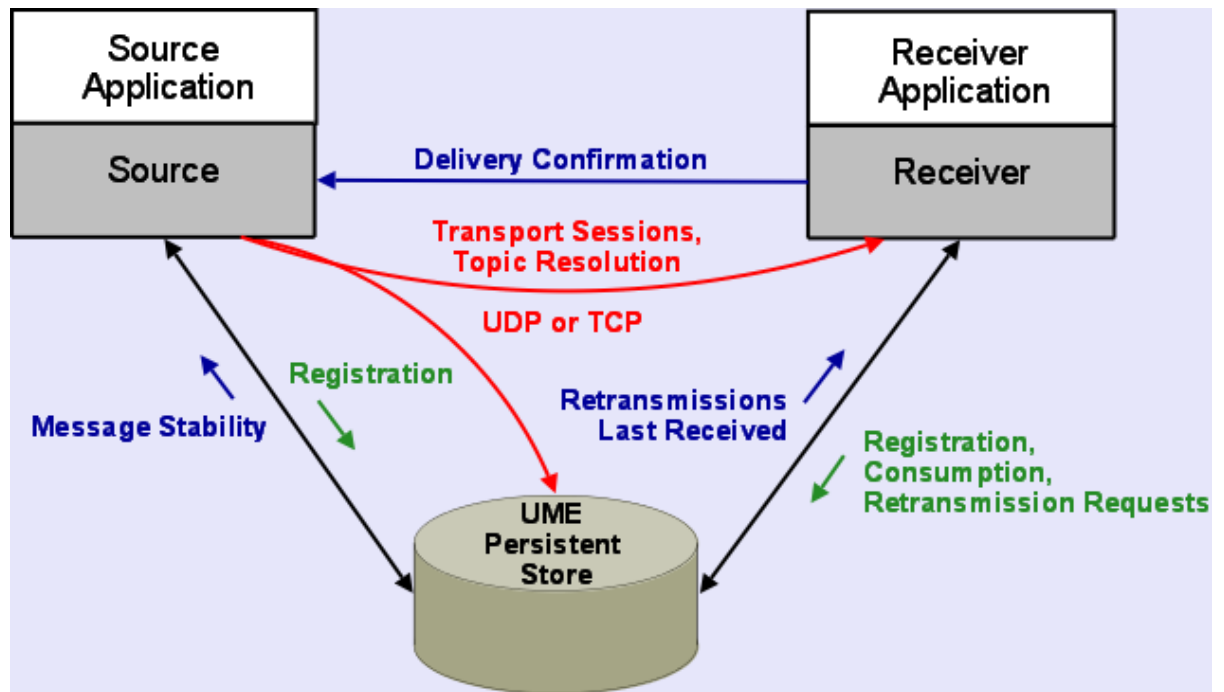 Source
Application
Source
Receiver
Application
Receiver
Delivery Confirmation
Transport Sessions,
Topic Resolution
UDP or TCP
Registration
Message Stability
Retransmissions
Last Received
Registration,
Consumption,
Retransmission Requests
UME
Persistent
Store